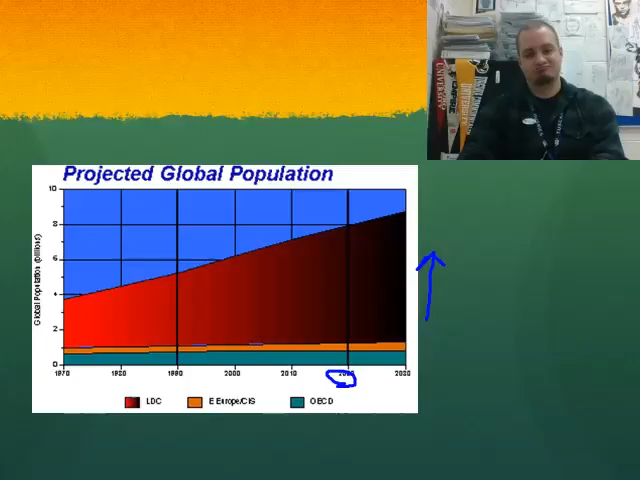 Projected Global Population
10
8
6
4
2
0
Global Population (billions)
1970 1980 1990 2000 2010 2020 2030
LDC E Europe/CIS OECD